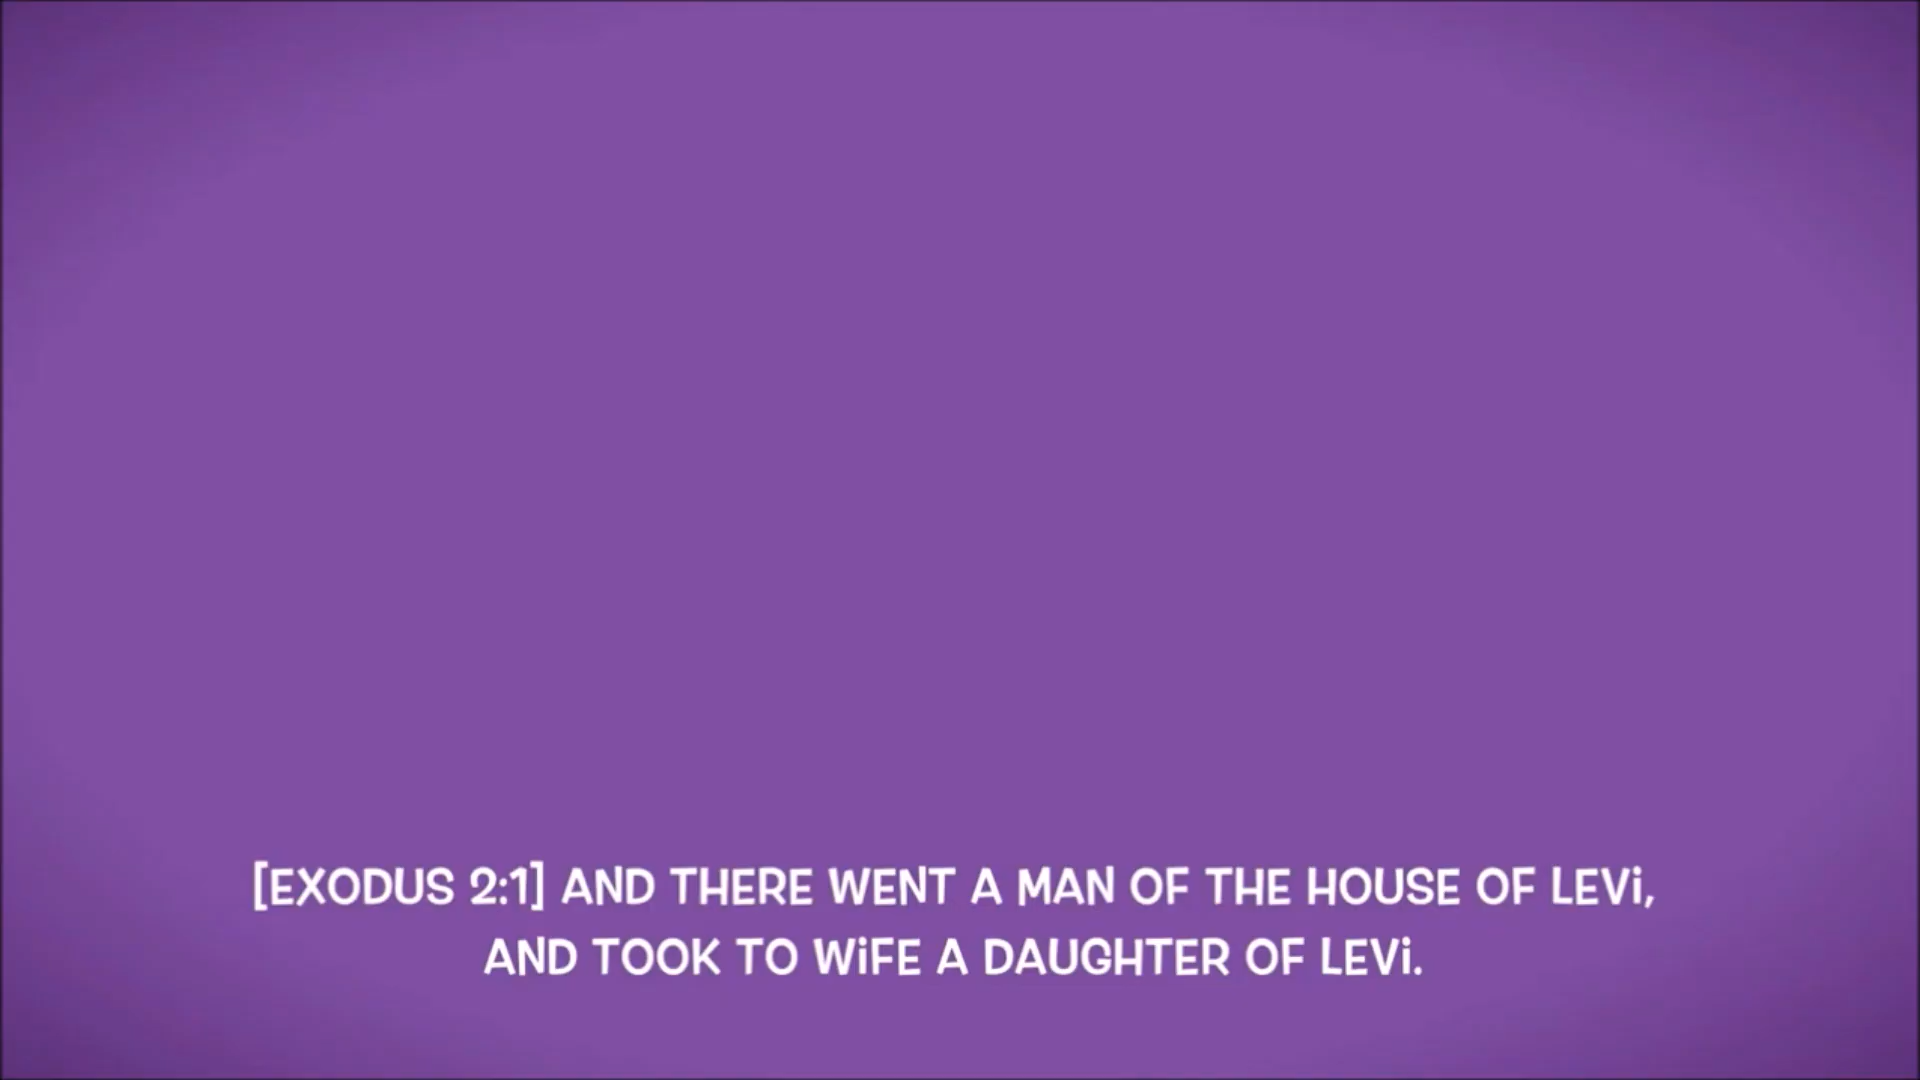 [EXODUS 2:1] AND THERE WENT A MAN OF THE HOUSE OF LEVi,
AND TOOK TO WiFE A DAUGHTER OF LEVi.